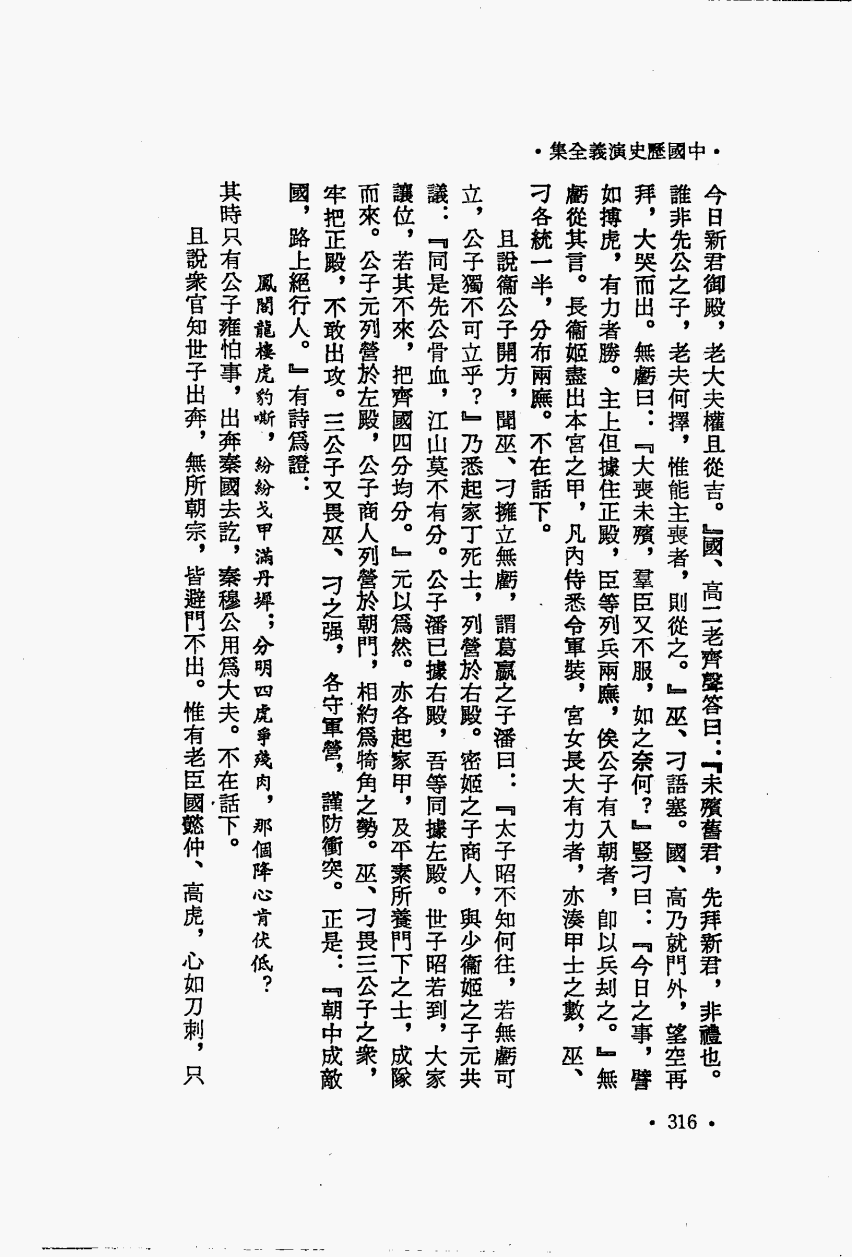 ·中國歷史演義全集·
今日新君御殿，老大夫權且從吉。』國、高二老齊聲答曰：『未殯舊君，先拜新君，非禮也。
誰非先公之子，老夫何擇，惟能主喪者，則從之。』巫、刁語塞。國、高乃就門外，望空再
拜，大哭而出。無虧曰：『大喪未殯，羣臣又不服，如之奈何？』豎刁曰：『今日之事，譬
如搏虎，有力者勝。主上但據住正殿，臣等列兵兩廡，俟公子有入朝者，卽以兵刦之。』無
虧從其言。長衞姬盡出本宮之甲，凡內侍悉令軍裝，宮女長大有力者，亦湊甲士之數，巫、
刁各統一半，分布兩廡。不在話下。
且說衞公子開方，聞巫、刁擁立無虧，謂葛嬴之子潘曰：『太子昭不知何往，若無虧可
立，公子獨不可立乎？』乃悉起家丁死士，列營於右殿。密姬之子商人，與少衞姬之子元共
議：『同是先公骨血，江山莫不有分。公子潘已據右殿，吾等同據左殿。世子昭若到，大家
讓位，若其不來，把齊國四分均分。』元以爲然。亦各起家甲，及平素所養門下之士，成隊
而來。公子元列營於左殿，公子商人列營於朝門，相約爲犄角之勢。巫、刁畏三公子之衆，
牢把正殿，不敢出攻。三公子又畏巫、刁之强，各守軍營，謹防衝突。正是：『朝中成敵
國，路上絕行人。』有詩爲證：
鳳閣龍樓虎豹嘶，紛紛戈甲滿丹墀；分明四虎爭殘肉，那個降心肯伏低？
其時只有公子雍怕事，出奔秦國去訖，秦穆公用爲大夫。不在話下。
且說衆官知世子出奔，無所朝宗，皆避門不出。惟有老臣國懿仲、高虎，心如刀刺，只
·316·